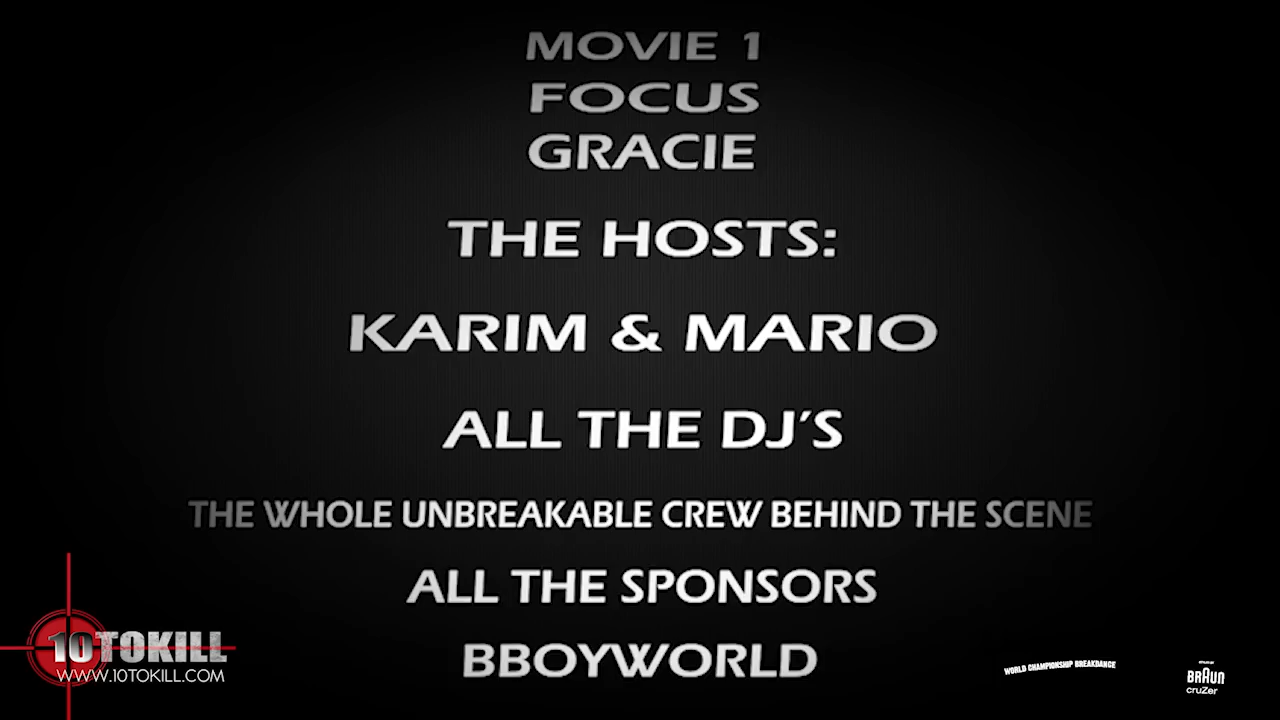 MOVIE 1
FOCUS
GRACIE
THE HOSTS:
KARIM & MARIO
ALL THE DJ'S
THE WHOLE UNBREAKABLE CREW BEHIND THE SCENE
ALL THE SPONSORS
BBOYWORLD
10TOKILL
WWW.10TOKILL.COM
WORLD CHAMPIONSHIP BREAKDANCE
BRAUN
cruZer